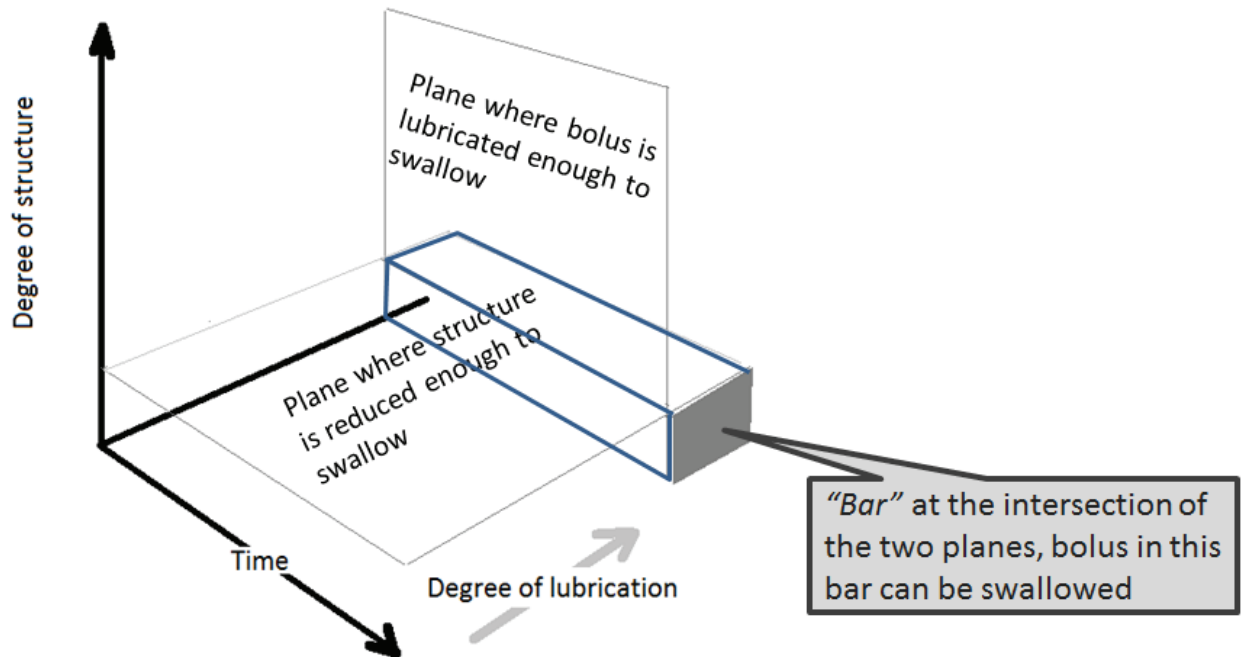 Degree of structure
Plane where bolus is
lubricated enough to
swallow
Plane where structure
is reduced enough to
swallow
Time
Degree of lubrication
“Bar” at the intersection of
the two planes, bolus in this
bar can be swallowed